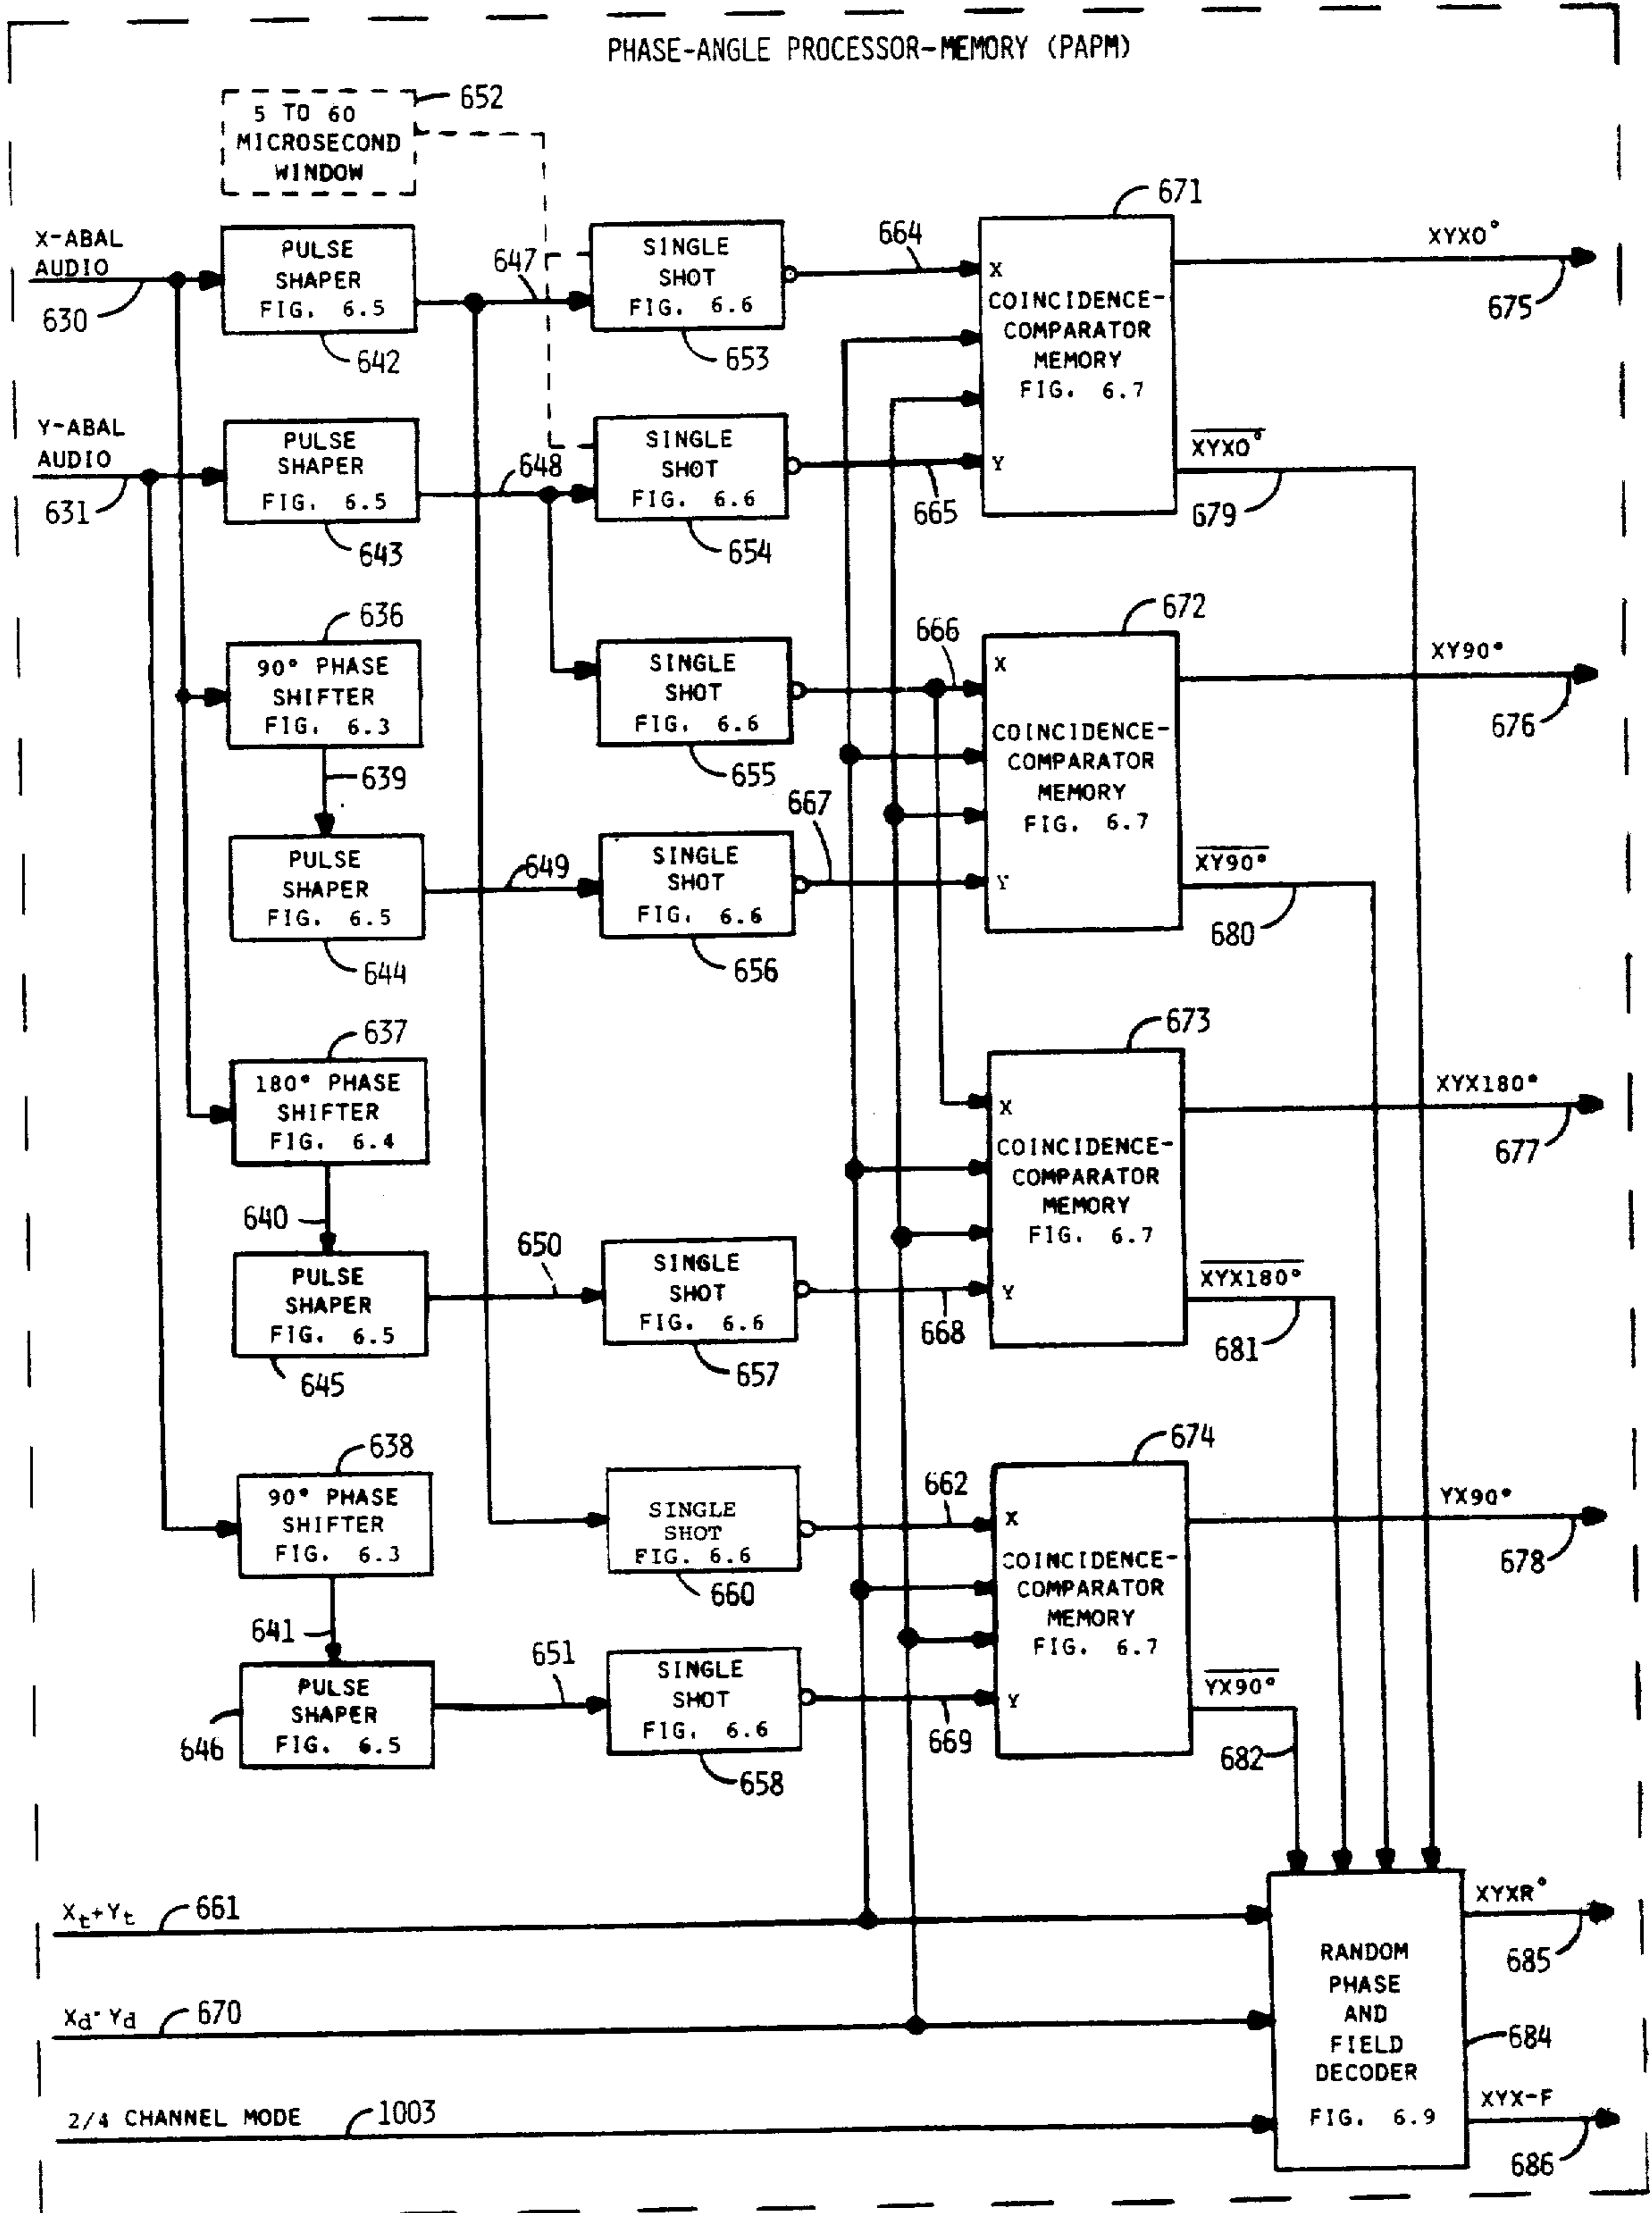 PHASE-ANGLE PROCESSOR-MEMORY (PAPM)
5 TO 60
MICROSECOND
WINDOW
652
X-ABAL
AUDIO
630
PULSE
SHAPER
FIG. 6.5
642
647
SINGLE
SHOT
FIG. 6.6
653
664
671
X
COINCIDENCE-
COMPARATOR
MEMORY
FIG. 6.7
Y
XYX0°
675
Y-ABAL
AUDIO
631
PULSE
SHAPER
FIG. 6.5
643
648
SINGLE
SHOT
FIG. 6.6
654
665
XYX0°
679
636
90° PHASE
SHIFTER
FIG. 6.3
639
SINGLE
SHOT
FIG. 6.6
655
666
672
X
COINCIDENCE-
COMPARATOR
MEMORY
FIG. 6.7
Y
XY90°
676
PULSE
SHAPER
FIG. 6.5
644
649
SINGLE
SHOT
FIG. 6.6
656
667
XY90°
680
637
180° PHASE
SHIFTER
FIG. 6.4
640
673
X
COINCIDENCE-
COMPARATOR
MEMORY
FIG. 6.7
Y
XYX180°
677
PULSE
SHAPER
FIG. 6.5
645
650
SINGLE
SHOT
FIG. 6.6
657
668
XYX180°
681
638
90° PHASE
SHIFTER
FIG. 6.3
641
SINGLE
SHOT
FIG. 6.6
660
662
674
X
COINCIDENCE-
COMPARATOR
MEMORY
FIG. 6.7
Y
YX90°
678
PULSE
SHAPER
FIG. 6.5
646
651
SINGLE
SHOT
FIG. 6.6
658
669
YX90°
682
Xt+Yt
661
Xd·Yd
670
2/4 CHANNEL MODE
1003
RANDOM
PHASE
AND
FIELD
DECODER
FIG. 6.9
684
XYXR°
685
XYX-F
686